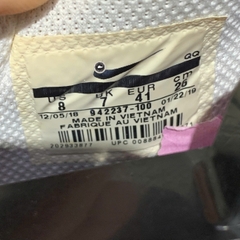 US UK EUR cm
8 7 41 26
12/05/18 942237-100 01/22/19
MADE IN VIETNAM
FABRIQUE AU VIETNAM
UPC